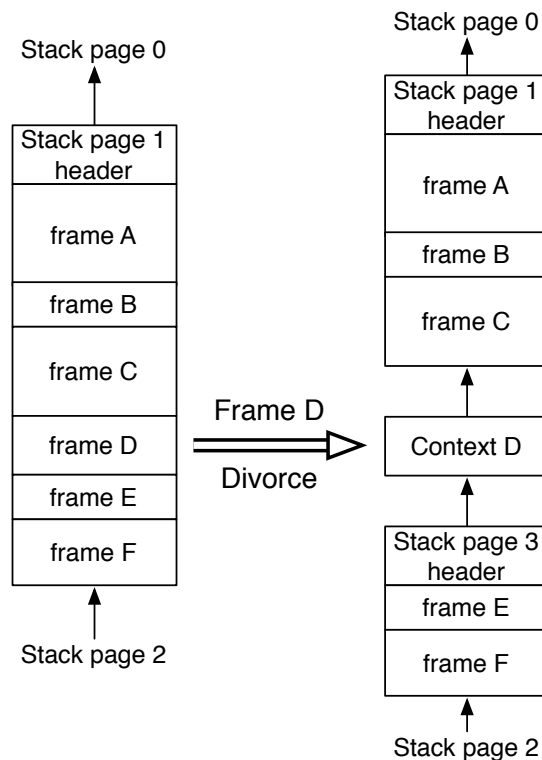 Stack page 0
Stack page 1
header
frame A
frame B
frame C
frame D
frame E
frame F
Stack page 2
Frame D
Divorce
Stack page 0
Stack page 1
header
frame A
frame B
frame C
Context D
Stack page 3
header
frame E
frame F
Stack page 2